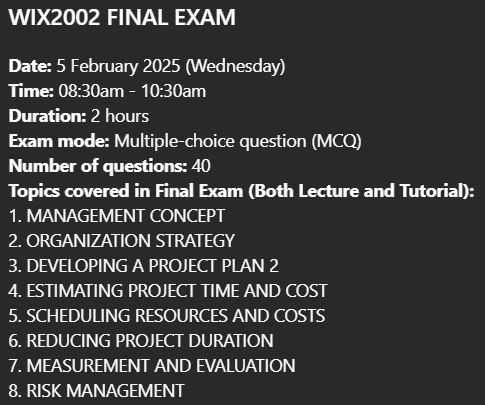 WIX2002 FINAL EXAM
Date: 5 February 2025 (Wednesday)
Time: 08:30am - 10:30am
Duration: 2 hours
Exam mode: Multiple-choice question (MCQ)
Number of questions: 40
Topics covered in Final Exam (Both Lecture and Tutorial):
1. MANAGEMENT CONCEPT
2. ORGANIZATION STRATEGY
3. DEVELOPING A PROJECT PLAN 2
4. ESTIMATING PROJECT TIME AND COST
5. SCHEDULING RESOURCES AND COSTS
6. REDUCING PROJECT DURATION
7. MEASUREMENT AND EVALUATION
8. RISK MANAGEMENT